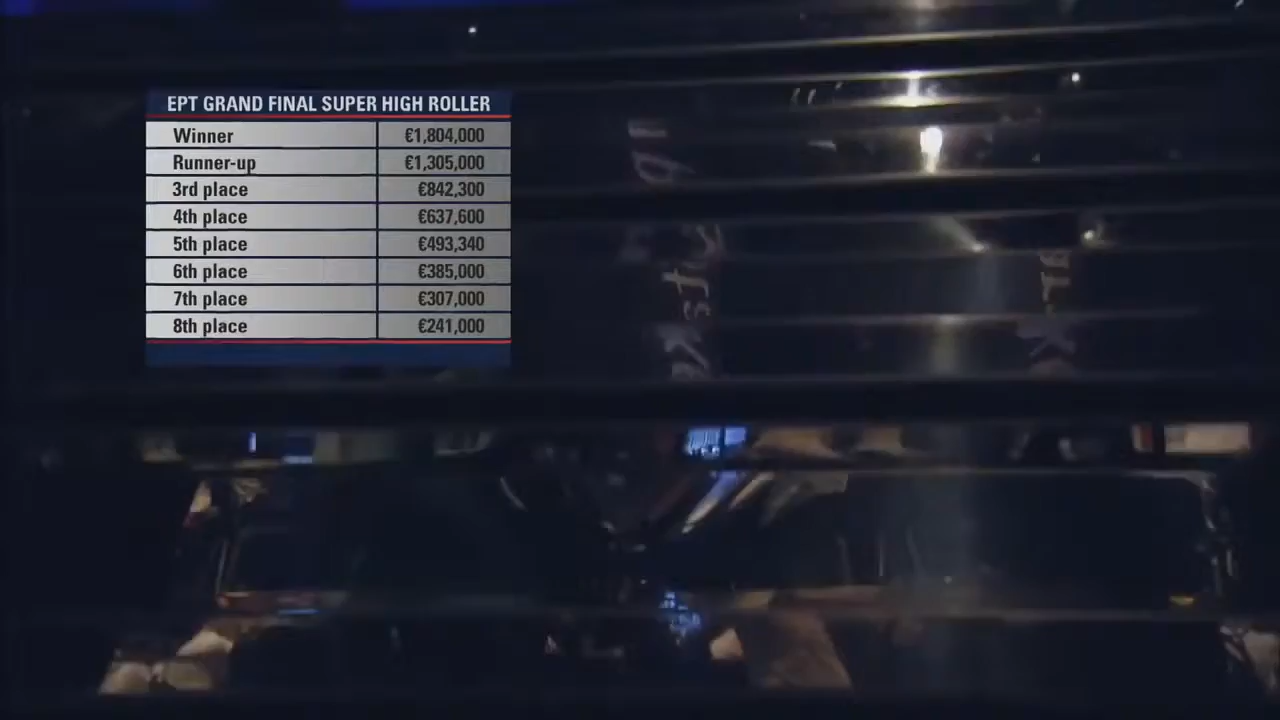 EPT GRAND FINAL SUPER HIGH ROLLER
Winner €1,804,000
Runner-up €1,305,000
3rd place €842,300
4th place €637,600
5th place €493,340
6th place €385,000
7th place €307,000
8th place €241,000